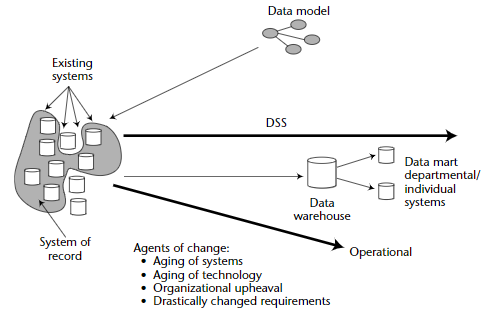 Data model
Existing
systems
DSS
Data mart
departmental/
individual
systems
Data
warehouse
System of
record
Operational
Agents of change:
• Aging of systems
• Aging of technology
• Organizational upheaval
• Drastically changed requirements